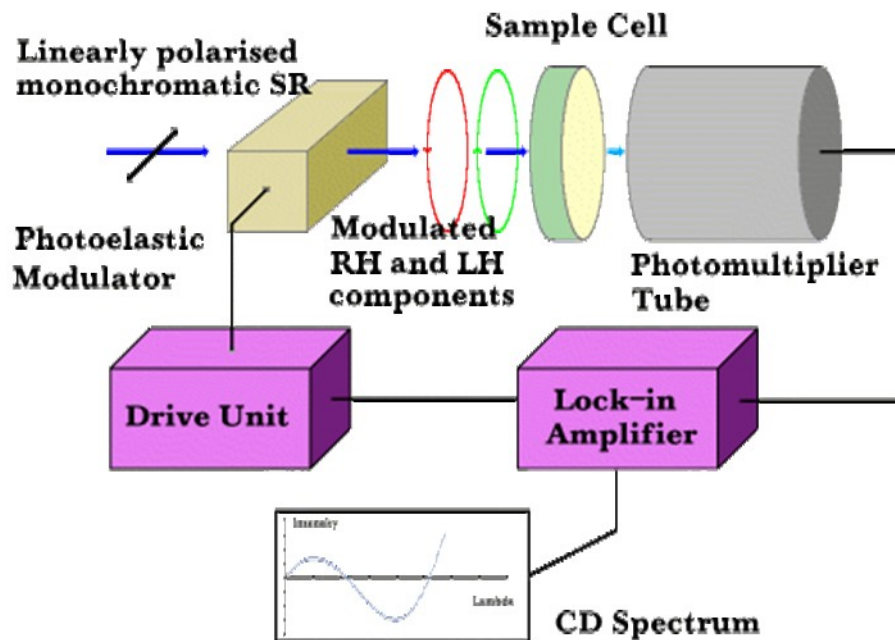 Sample Cell
Linearly polarised
monochromatic SR
Photoelastic
Modulator
Modulated
RH and LH
components
Photomultiplier
Tube
Drive Unit
Lock-in
Amplifier
Intensity
Lambda
CD Spectrum